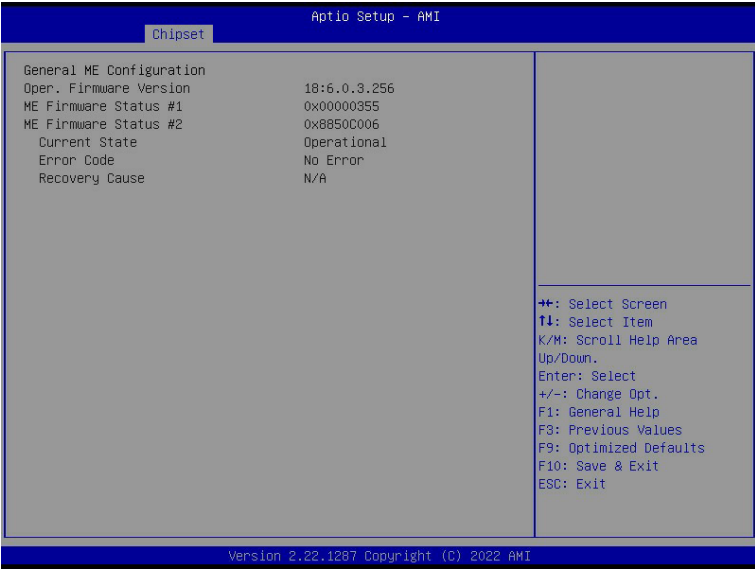 Aptio Setup – AMI
Chipset
General ME Configuration
Oper. Firmware Version 18:6.0.3.256
ME Firmware Status #1 0x00000355
ME Firmware Status #2 0x8850C006
Current State Operational
Error Code No Error
Recovery Cause N/A
→←: Select Screen
↑↓: Select Item
K/M: Scroll Help Area
Up/Down.
Enter: Select
+/-: Change Opt.
F1: General Help
F3: Previous Values
F9: Optimized Defaults
F10: Save & Exit
ESC: Exit
Version 2.22.1287 Copyright (C) 2022 AMI